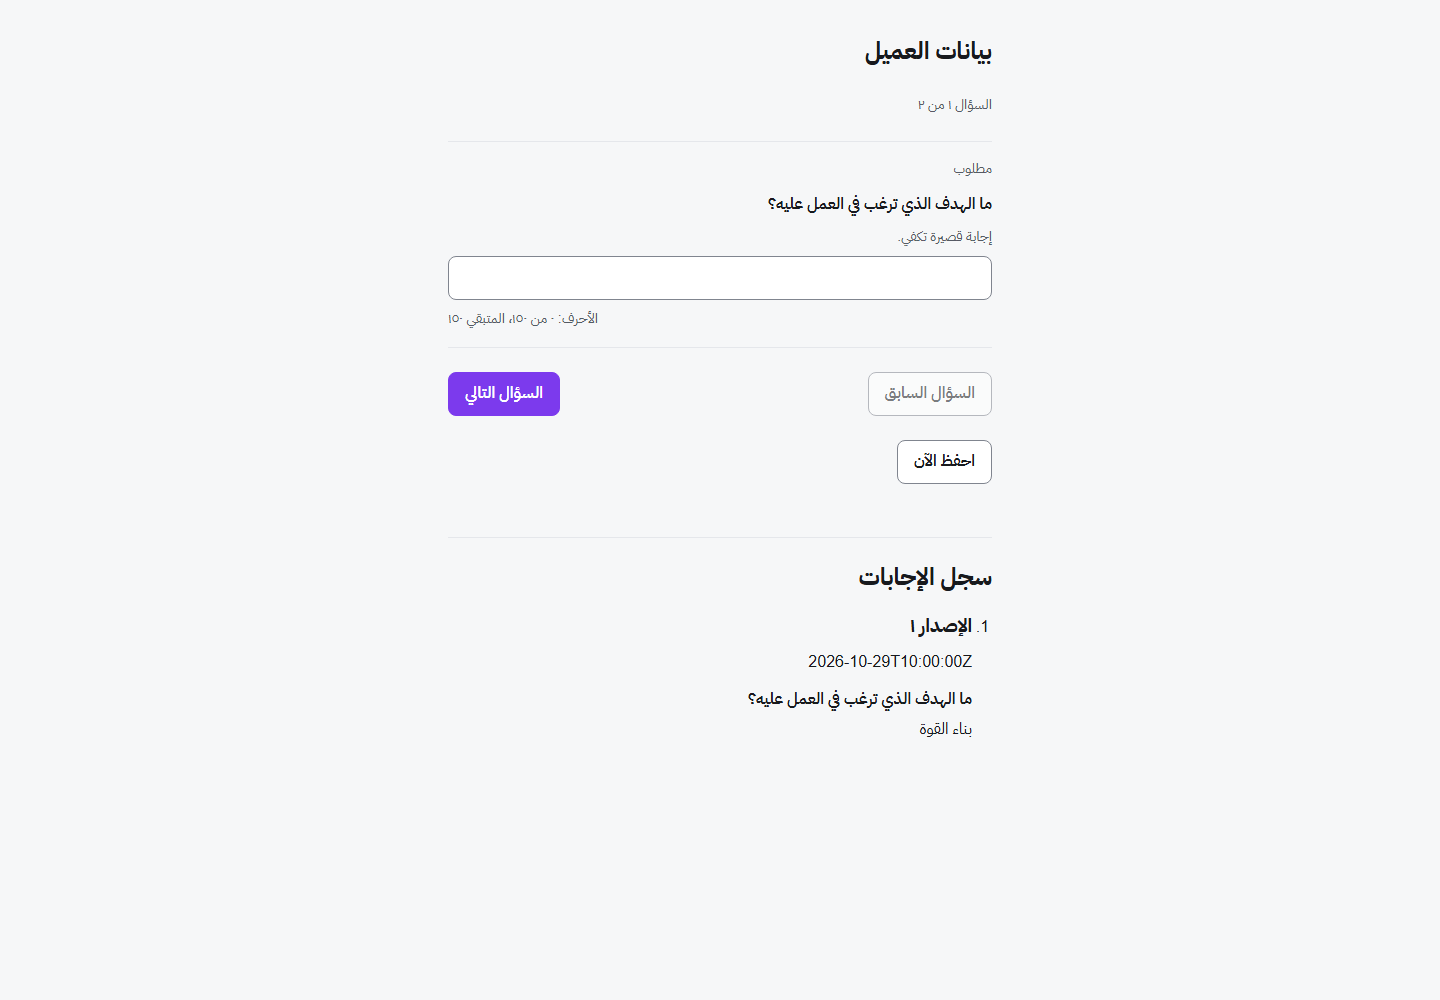 بيانات العميل
السؤال ١ من ٢
مطلوب
ما الهدف الذي ترغب في العمل عليه؟
إجابة قصيرة تكفي.
الأحرف: ٠ من ١٥٠، المتبقي ١٥٠
السؤال السابق
السؤال التالي
احفظ الآن
سجل الإجابات
1. الإصدار ١
2026-10-29T10:00:00Z
ما الهدف الذي ترغب في العمل عليه؟
بناء القوة